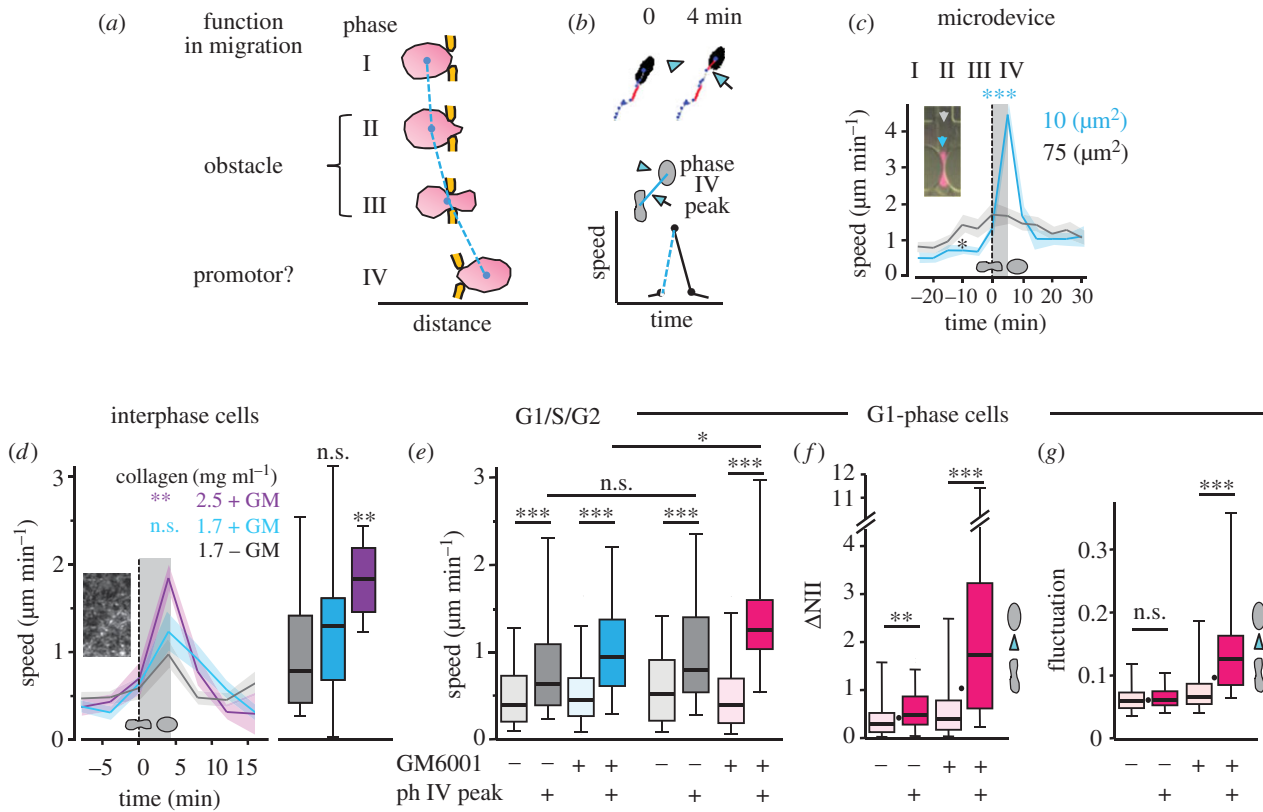 (a)
function
in migration
phase
I
II
obstacle
III
promotor?
IV
distance
(b)
0 4 min
phase
IV
peak
speed
time
(c)
microdevice
I II III IV
***
10 (µm²)
75 (µm²)
4
3
2
1
0
*
speed (µm min⁻¹)
−20 −10 0 10 20 30
time (min)
interphase cells
(d)
collagen (mg ml⁻¹)
** 2.5 + GM
n.s. 1.7 + GM
1.7 – GM
n.s.
**
3
2
1
0
speed (µm min⁻¹)
−5 0 5 10 15
time (min)
G1/S/G2
G1-phase cells
(e)
*
n.s.
*** *** *** ***
3
2
1
0
speed (µm min⁻¹)
GM6001 – – + + – – + +
ph IV peak + + + +
(f)
12
11
4
3
2
1
0
ΔNII
**
***
– – + +
+ +
(g)
0.3
0.2
0.1
0
fluctuation
n.s.
***
– – + +
+ +